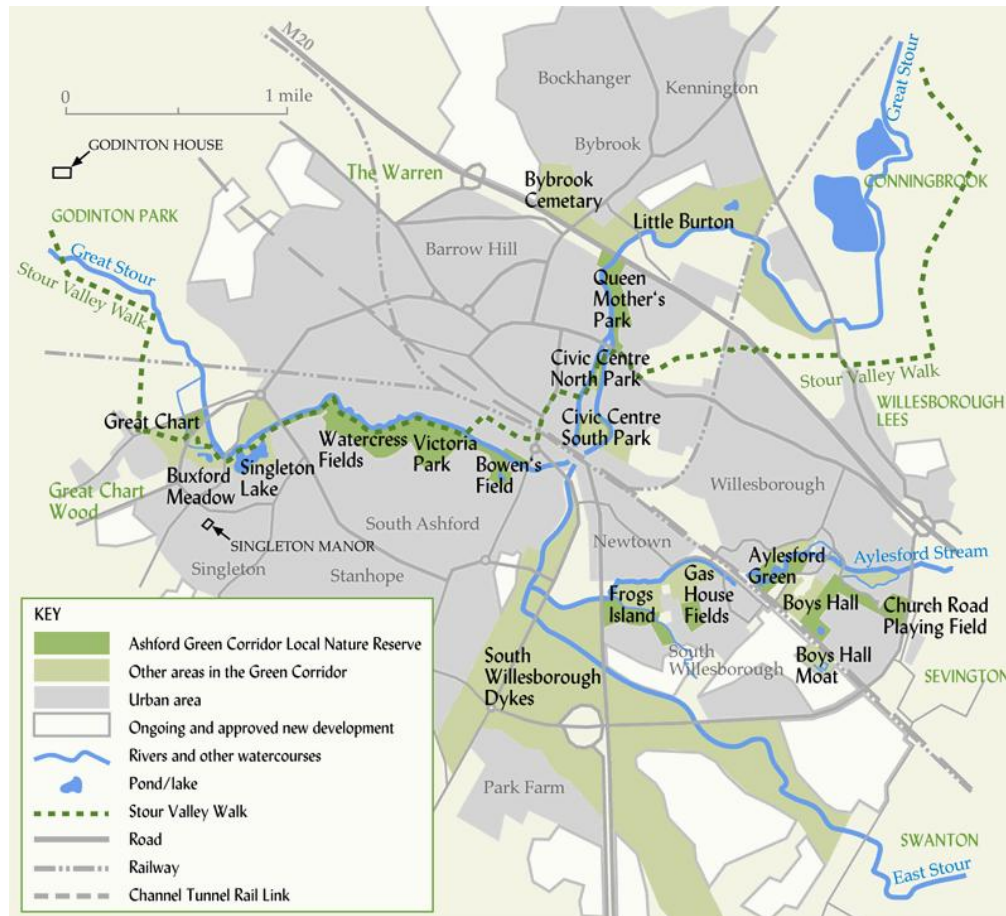 M20
Bockhanger
Kennington
Great Stour
0
1 mile
GODINTON HOUSE
Bybrook
The Warren
Bybrook
Cemetary
CONNINGBROOK
GODINTON PARK
Little Burton
Great Stour
Barrow Hill
Stour Valley Walk
Queen
Mother's
Park
Civic Centre
North Park
Stour Valley Walk
WILLESBOROUGH
LEES
Great Chart
Civic Centre
South Park
Watercress
Fields
Victoria
Park
Bowen's
Field
Buxford
Meadow
Singleton
Lake
Great Chart
Wood
Willesborough
South Ashford
SINGLETON MANOR
Newtown
Singleton
Stanhope
Aylesford
Green
Aylesford Stream
Gas
House
Fields
Frogs
Island
Boys Hall
Church Road
Playing Field
South
Willesborough
Boys Hall
Moat
South
Willesborough
Dykes
SEVINGTON
Park Farm
SWANTON
East Stour
KEY
Ashford Green Corridor Local Nature Reserve
Other areas in the Green Corridor
Urban area
Ongoing and approved new development
Rivers and other watercourses
Pond/lake
Stour Valley Walk
Road
Railway
Channel Tunnel Rail Link